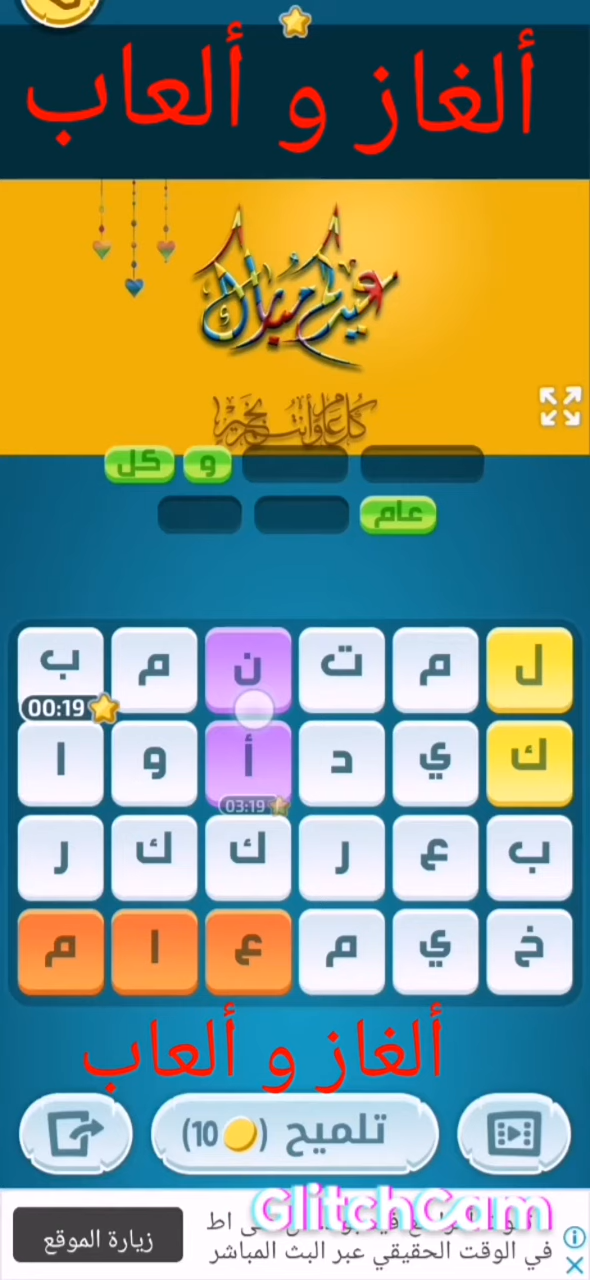 ألغاز و ألعاب
عيدكم مبارك
كل عام وأنتم بخير
و كل
عام
ب م ن ت م ل
00:19
ا و أ د ي ك
03:19
ر ك ك ر ع ب
م ا ع م ي خ
ألغاز و ألعاب
تلميح (10)
GlitchCam
في الوقت الحقيقي عبر البث المباشر
زيارة الموقع